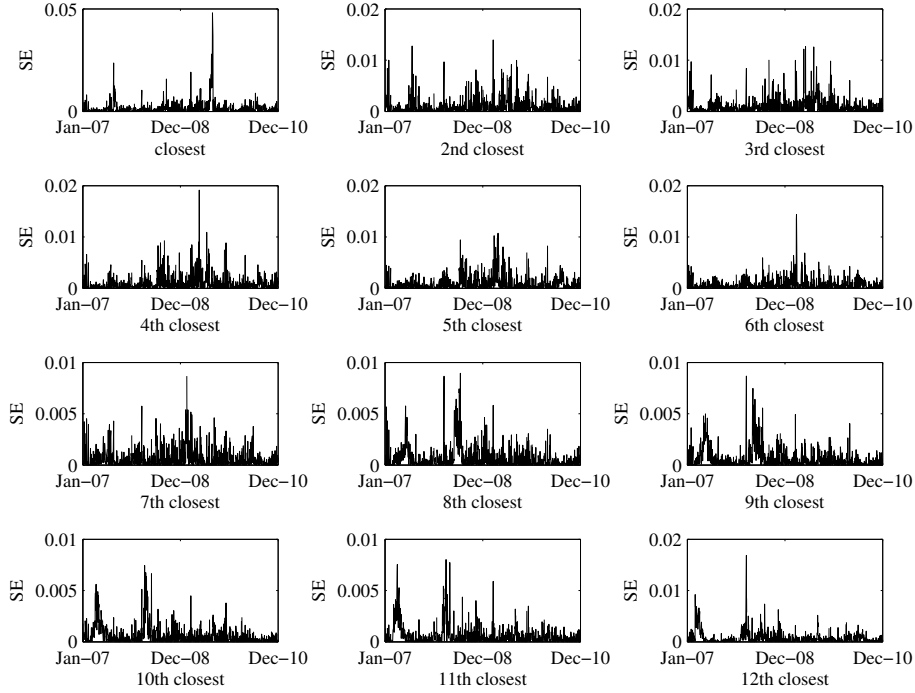 0.05
SE
0
Jan−07 Dec−08 Dec−10
closest
0.02
0.01
SE
0
Jan−07 Dec−08 Dec−10
2nd closest
0.02
0.01
SE
0
Jan−07 Dec−08 Dec−10
3rd closest
0.02
0.01
SE
0
Jan−07 Dec−08 Dec−10
4th closest
0.02
0.01
SE
0
Jan−07 Dec−08 Dec−10
5th closest
0.02
0.01
SE
0
Jan−07 Dec−08 Dec−10
6th closest
0.01
0.005
SE
0
Jan−07 Dec−08 Dec−10
7th closest
0.01
0.005
SE
0
Jan−07 Dec−08 Dec−10
8th closest
0.01
0.005
SE
0
Jan−07 Dec−08 Dec−10
9th closest
0.01
0.005
SE
0
Jan−07 Dec−08 Dec−10
10th closest
0.01
0.005
SE
0
Jan−07 Dec−08 Dec−10
11th closest
0.02
0.01
SE
0
Jan−07 Dec−08 Dec−10
12th closest